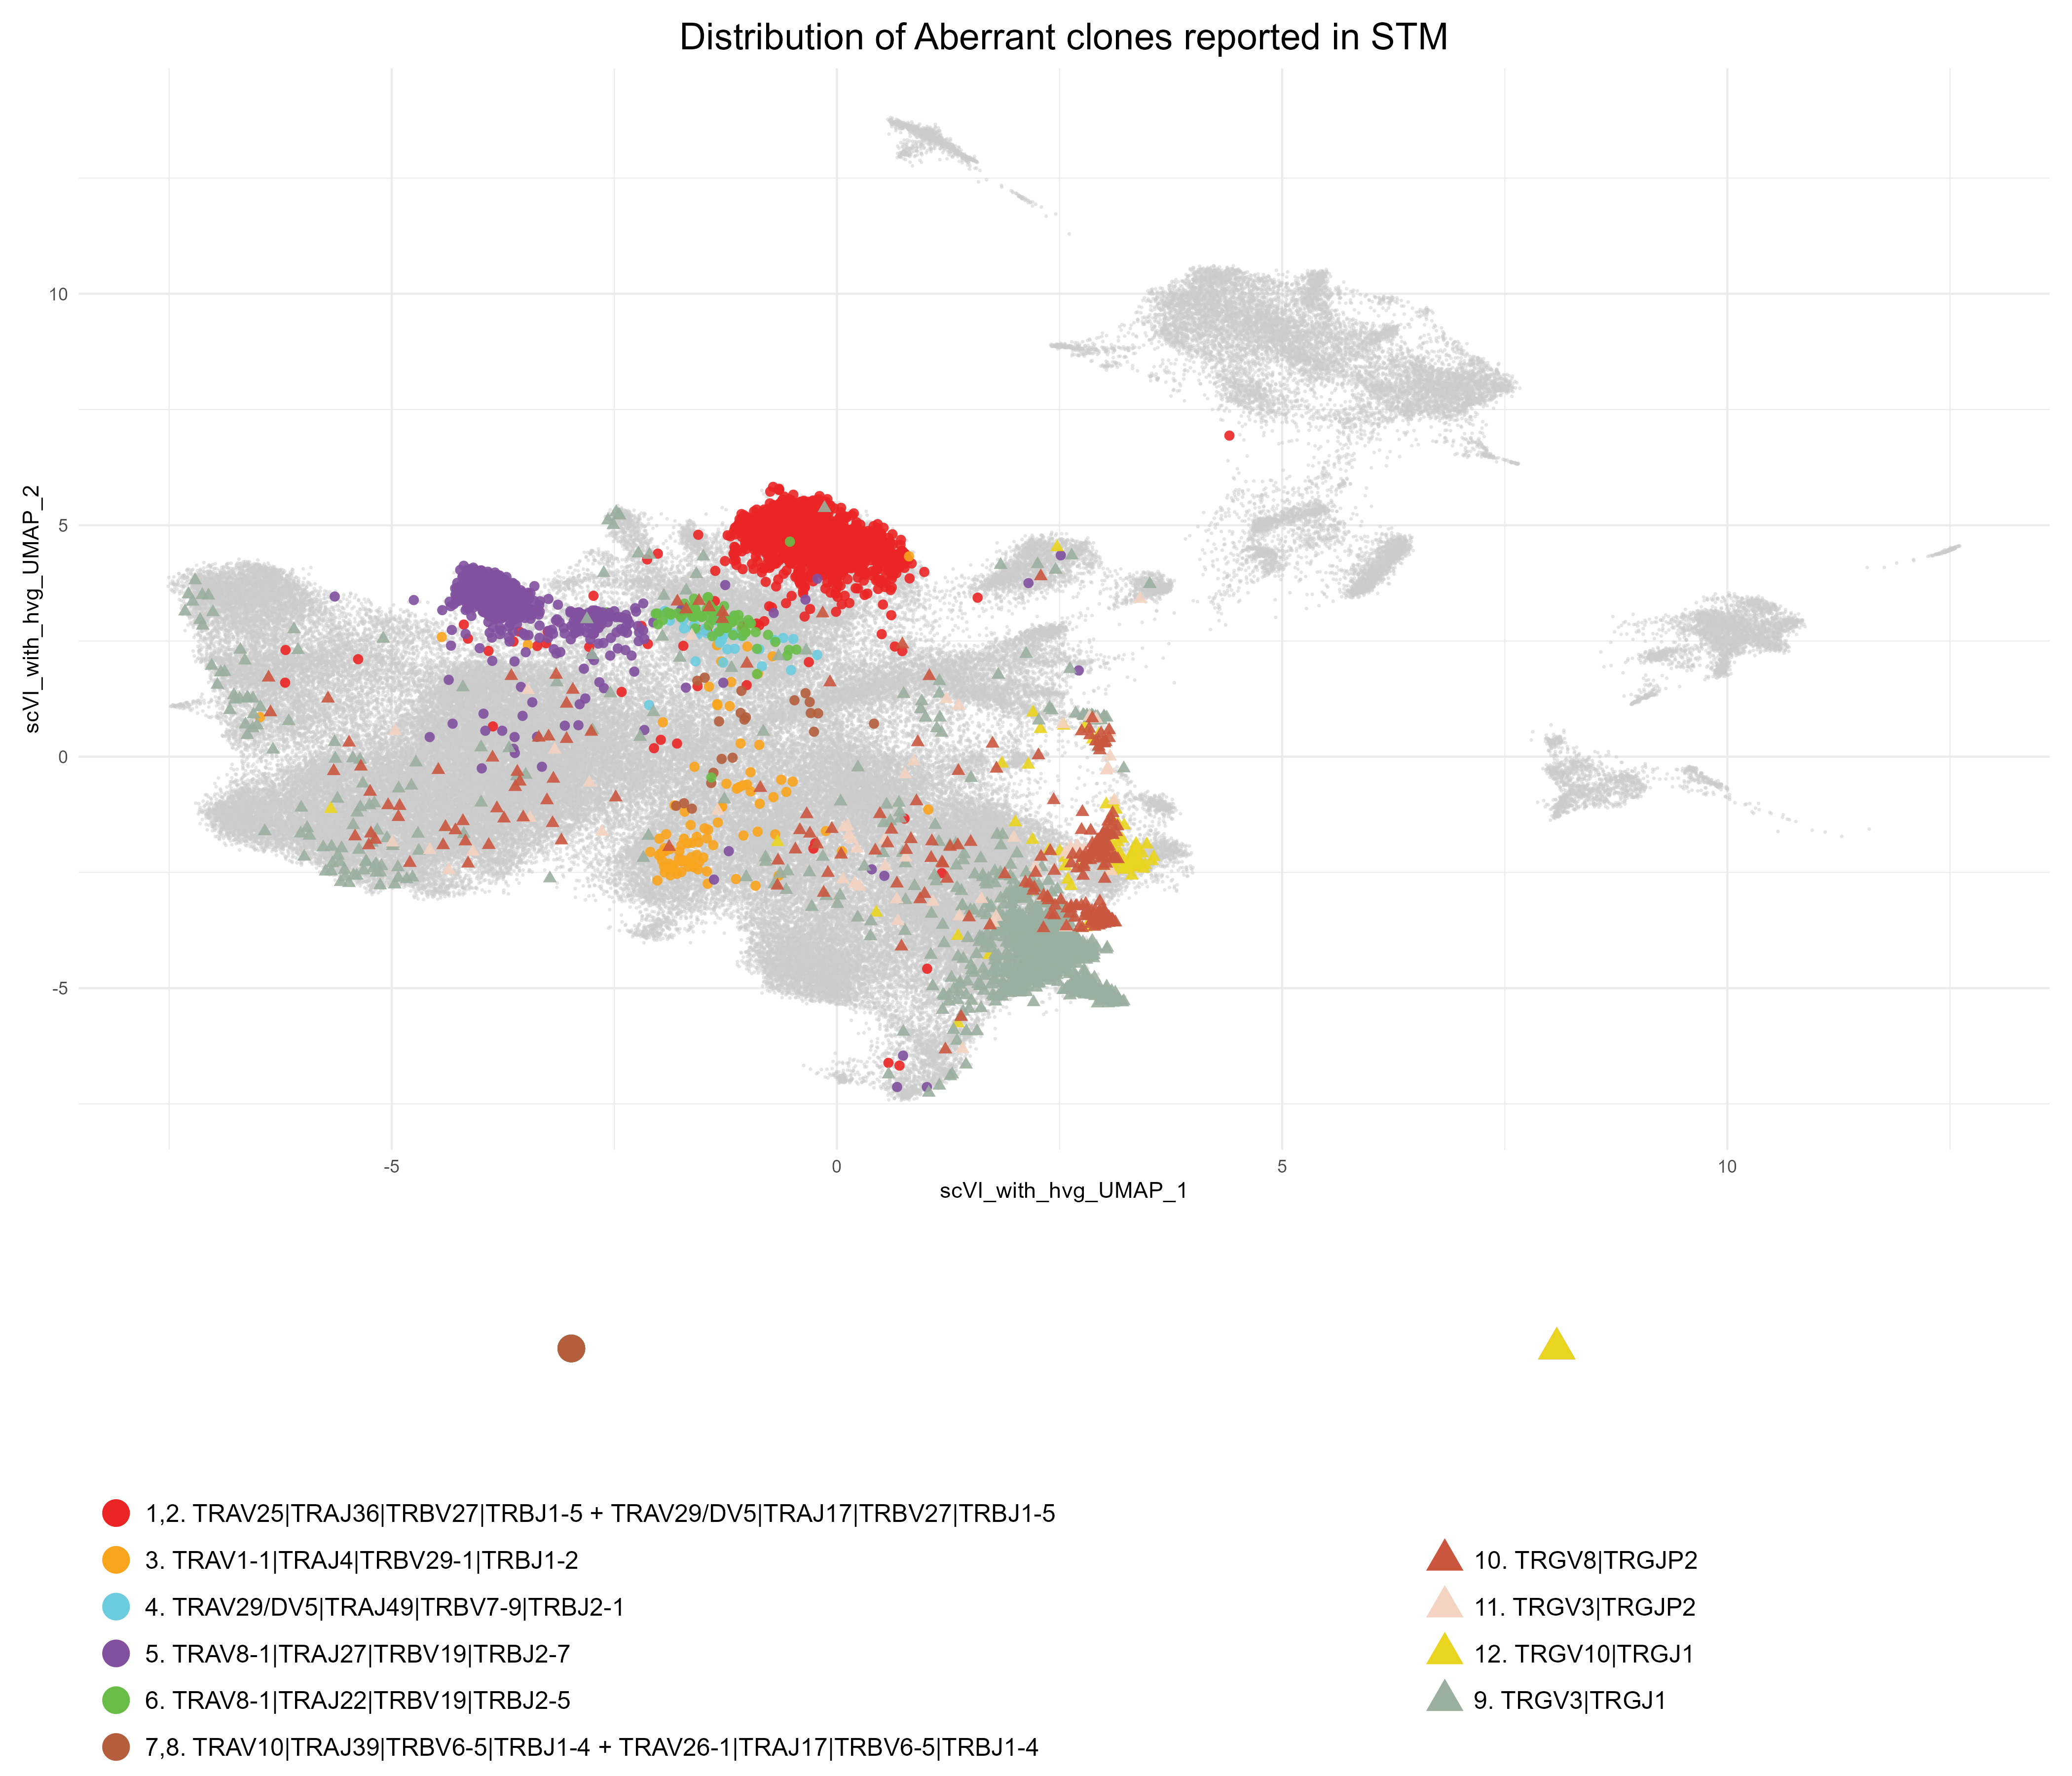 Distribution of Aberrant clones reported in STM
10
5
0
-5
scVI_with_hvg_UMAP_2
-5
0
5
10
scVI_with_hvg_UMAP_1
1,2. TRAV25|TRAJ36|TRBV27|TRBJ1-5 + TRAV29/DV5|TRAJ17|TRBV27|TRBJ1-5
3. TRAV1-1|TRAJ4|TRBV29-1|TRBJ1-2
4. TRAV29/DV5|TRAJ49|TRBV7-9|TRBJ2-1
5. TRAV8-1|TRAJ27|TRBV19|TRBJ2-7
6. TRAV8-1|TRAJ22|TRBV19|TRBJ2-5
7,8. TRAV10|TRAJ39|TRBV6-5|TRBJ1-4 + TRAV26-1|TRAJ17|TRBV6-5|TRBJ1-4
10. TRGV8|TRGJP2
11. TRGV3|TRGJP2
12. TRGV10|TRGJ1
9. TRGV3|TRGJ1